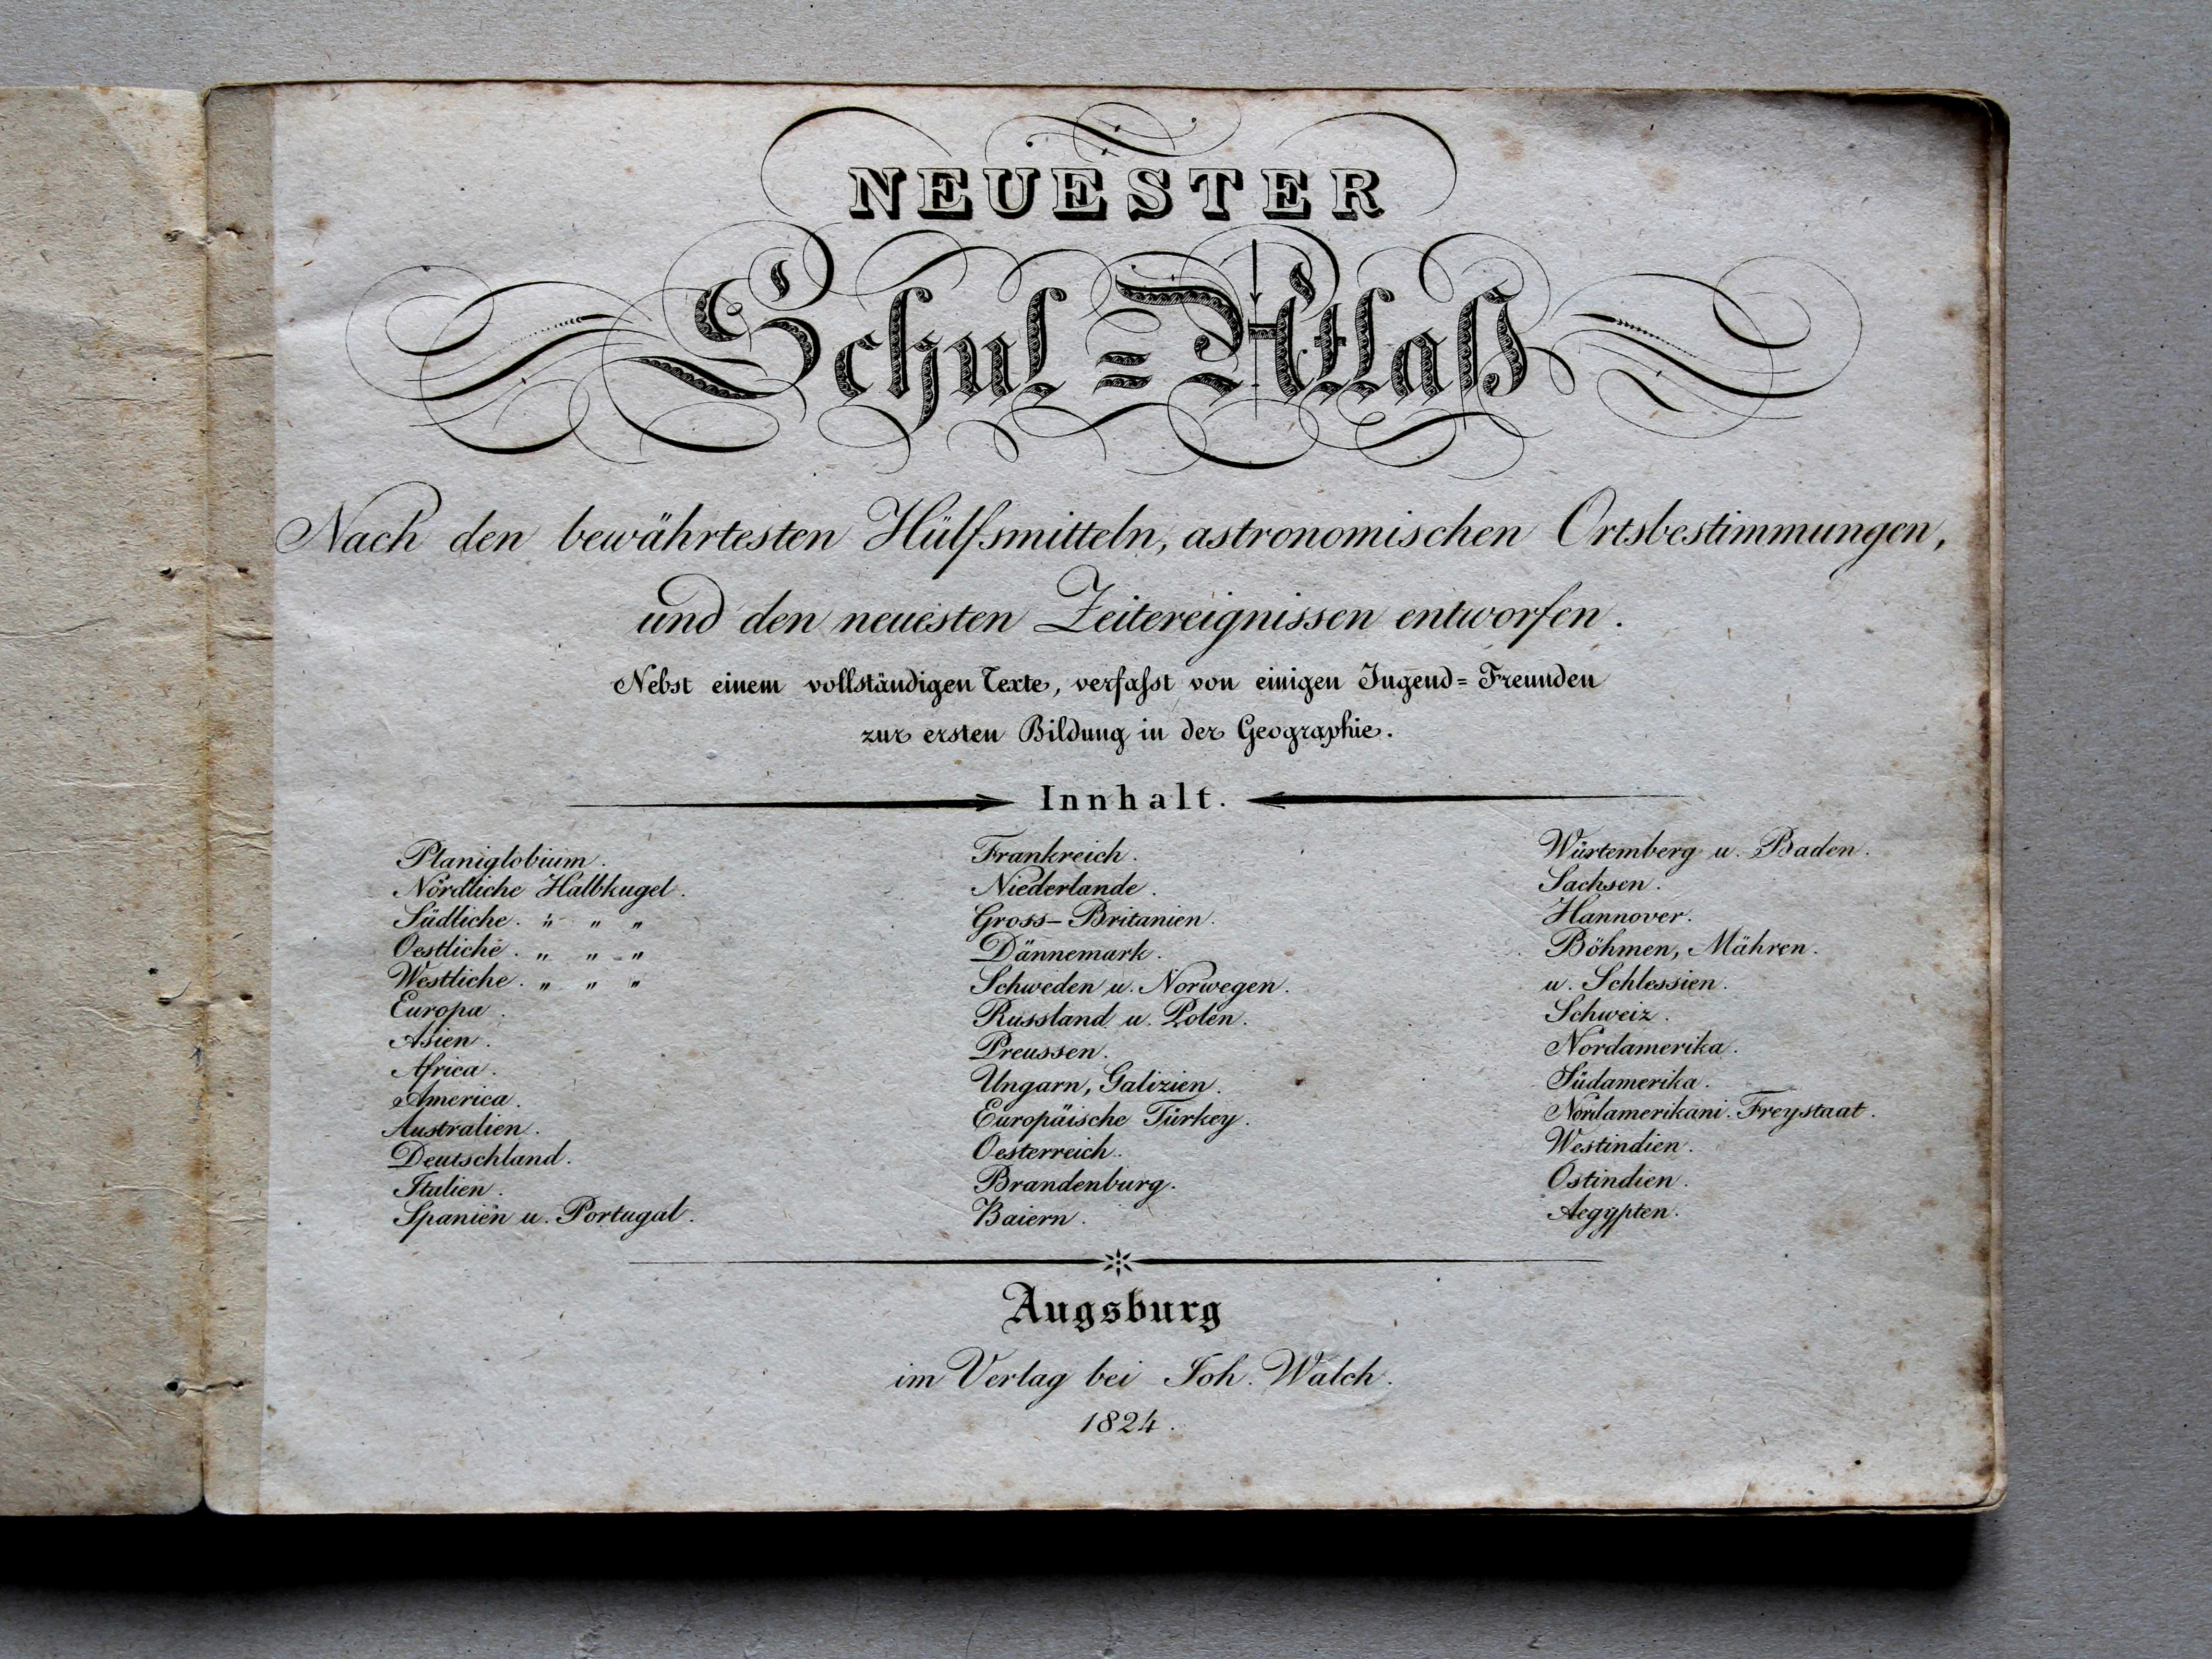 NEUESTER
Schul=Atlaß
Nach den bewährtesten Hülfsmitteln, astronomischen Ortsbestimmungen,
und den neuesten Zeitereignissen entworfen.
Nebst einem vollständigen Texte, verfaſst von einigen Jugend=Freunden
zur ersten Bildung in der Geographie.
Innhalt.
Planiglobium.
Nördliche Halbkugel.
Südliche. " " "
Oestliche. " " "
Westliche. " " "
Europa.
Asien.
Africa.
America.
Australien.
Deutschland.
Italien.
Spanien u. Portugal.
Frankreich.
Niederlande.
Gross-Britanien.
Dännemark.
Schweden u. Norwegen.
Russland u. Polen.
Preussen.
Ungarn, Galizien.
Europäische Türkey.
Oesterreich.
Brandenburg.
Baiern.
Würtemberg u. Baden.
Sachsen.
Hannover.
Böhmen, Mähren.
u. Schlessien.
Schweiz.
Nordamerika.
Südamerika.
Nordamerikani. Freystaat.
Westindien.
Ostindien.
Aegypten.
Augsburg
im Verlag bei Joh. Walch.
1824.